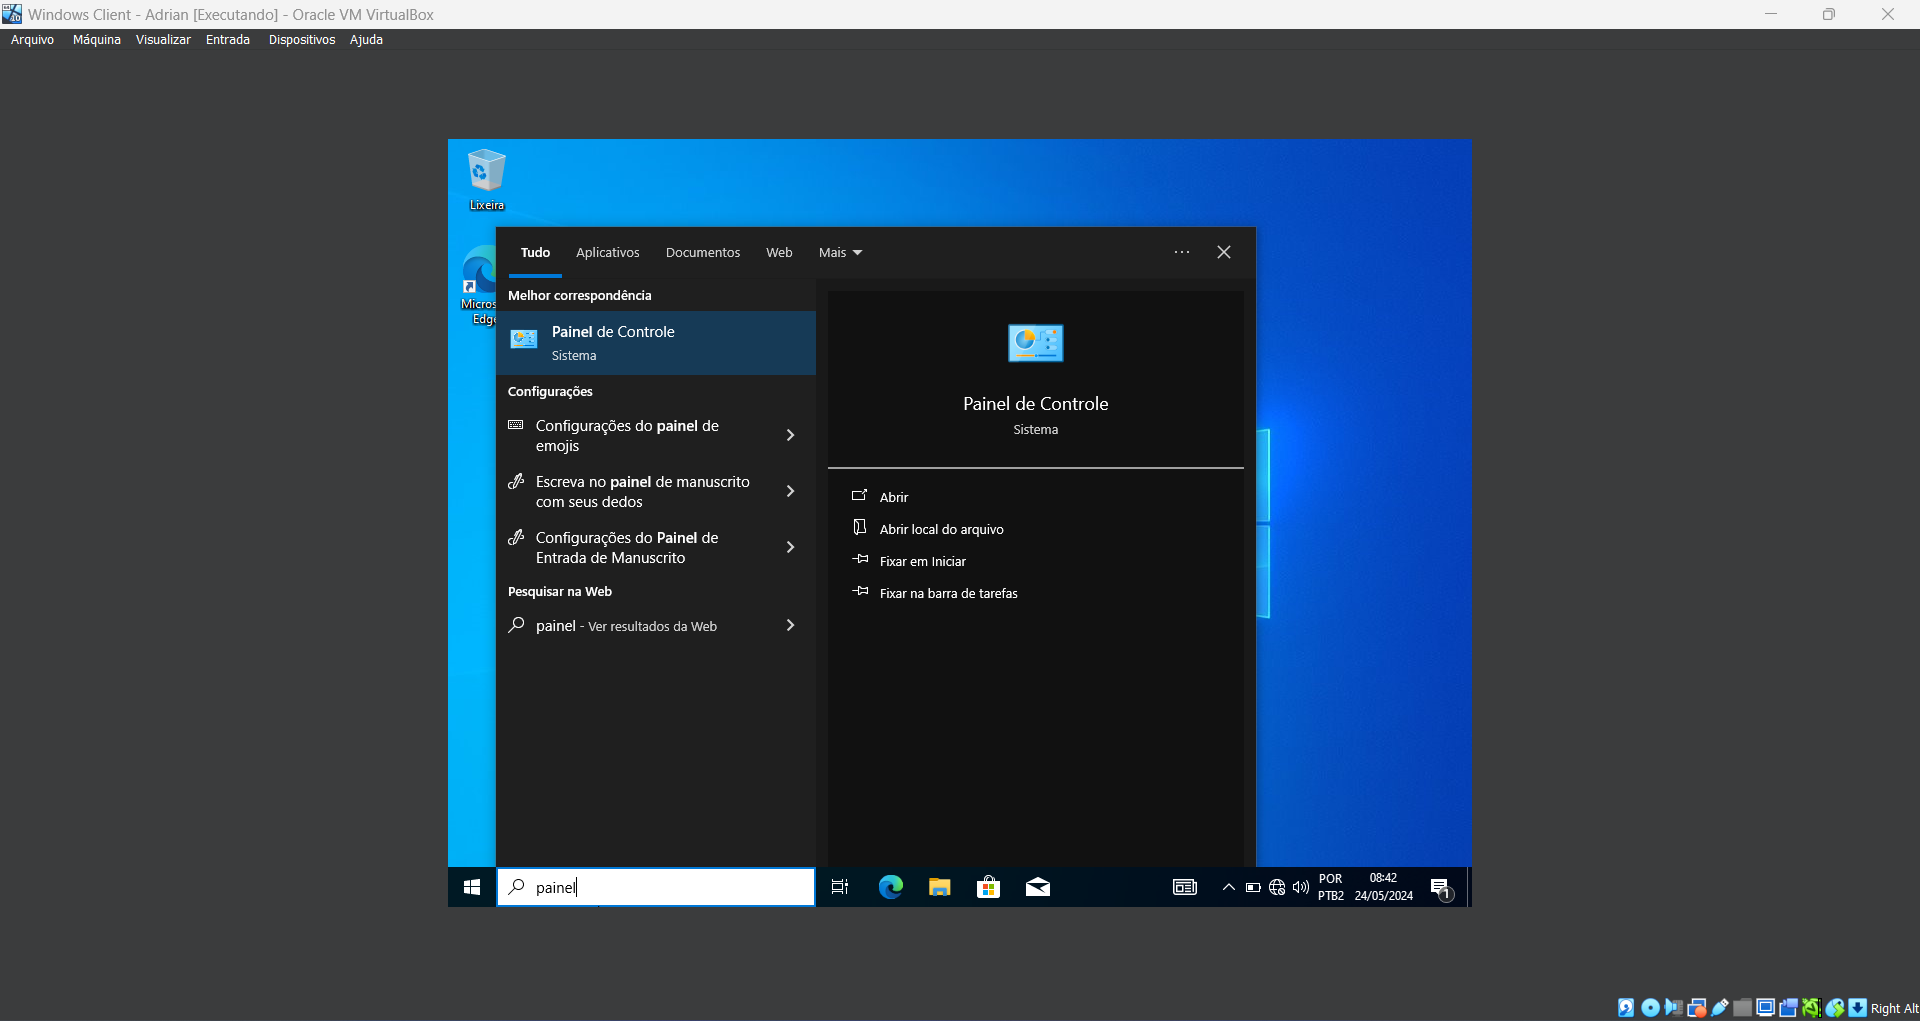 Windows Client - Adrian [Executando] - Oracle VM VirtualBox
Arquivo Máquina Visualizar Entrada Dispositivos Ajuda
Lixeira
Micros
Edge
Tudo Aplicativos Documentos Web Mais
Melhor correspondência
Painel de Controle
Sistema
Configurações
Configurações do painel de
emojis
Escreva no painel de manuscrito
com seus dedos
Configurações do Painel de
Entrada de Manuscrito
Pesquisar na Web
painel - Ver resultados da Web
Painel de Controle
Sistema
Abrir
Abrir local do arquivo
Fixar em Iniciar
Fixar na barra de tarefas
painel
POR
PTB2
08:42
24/05/2024
1
Right Alt